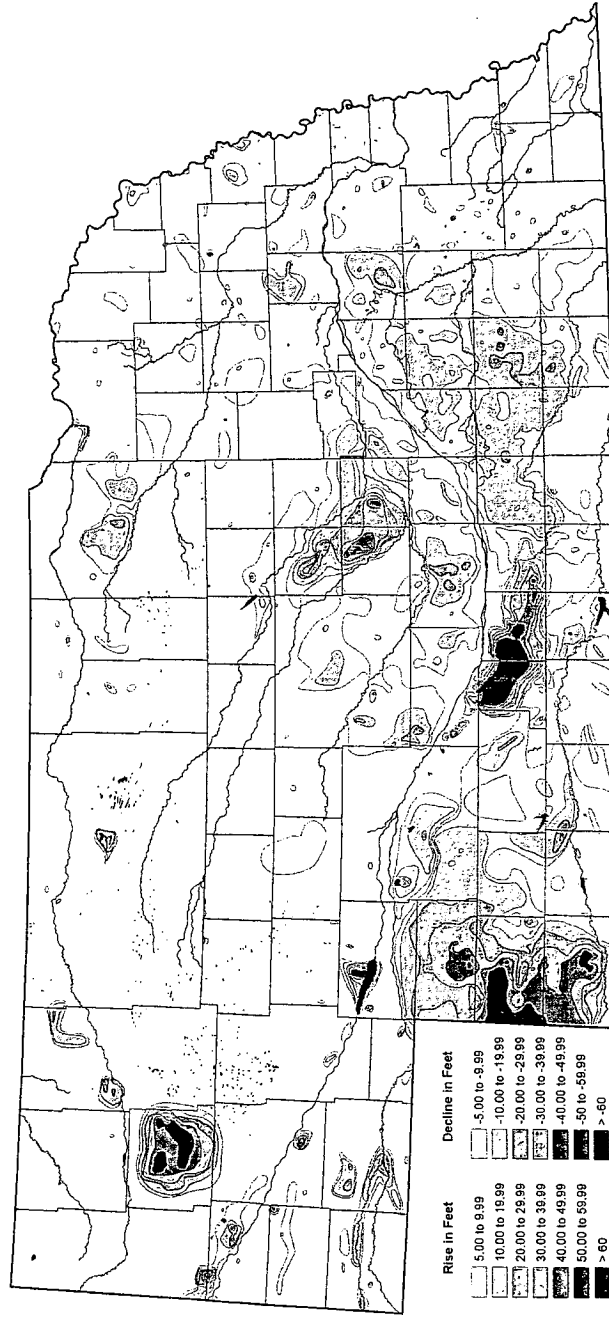 Rise in Feet
5.00 to 9.99
10.00 to 19.99
20.00 to 29.99
30.00 to 39.99
40.00 to 49.99
50.00 to 59.99
> 60
Decline in Feet
-5.00 to -9.99
-10.00 to -19.99
-20.00 to -29.99
-30.00 to -39.99
-40.00 to -49.99
-50 to -59.99
> -60